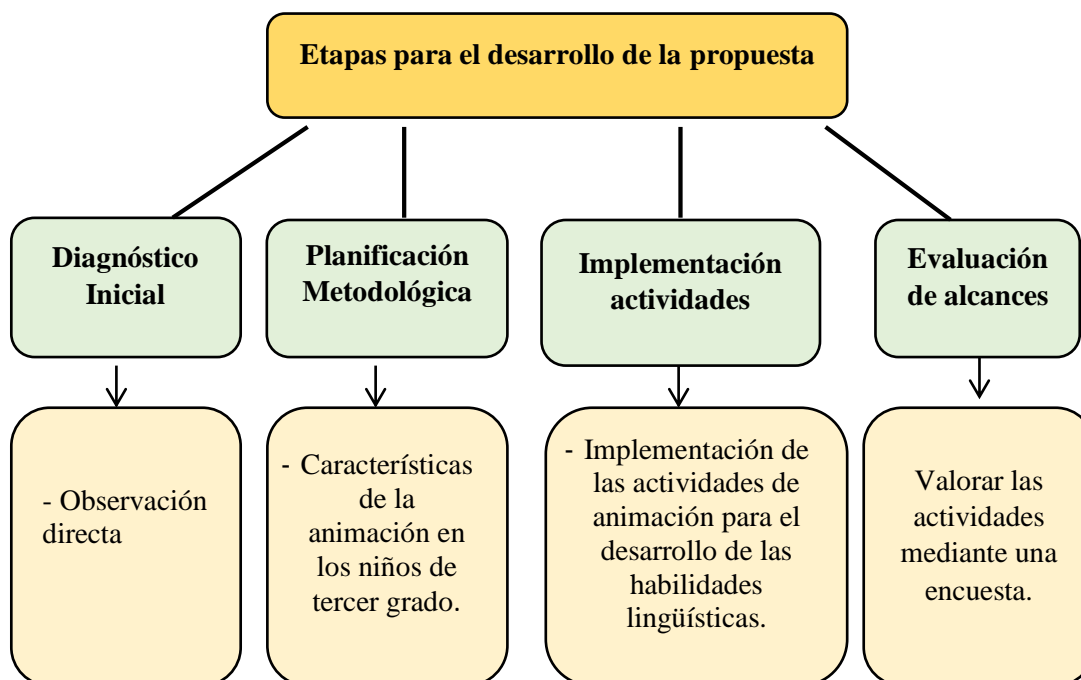 Etapas para el desarrollo de la propuesta
Diagnóstico
Inicial
Planificación
Metodológica
Implementación
actividades
Evaluación
de alcances
- Observación
directa
- Características
de la
animación en
los niños de
tercer grado.
- Implementación de
las actividades de
animación para el
desarrollo de las
habilidades
lingüísticas.
Valorar las
actividades
mediante una
encuesta.